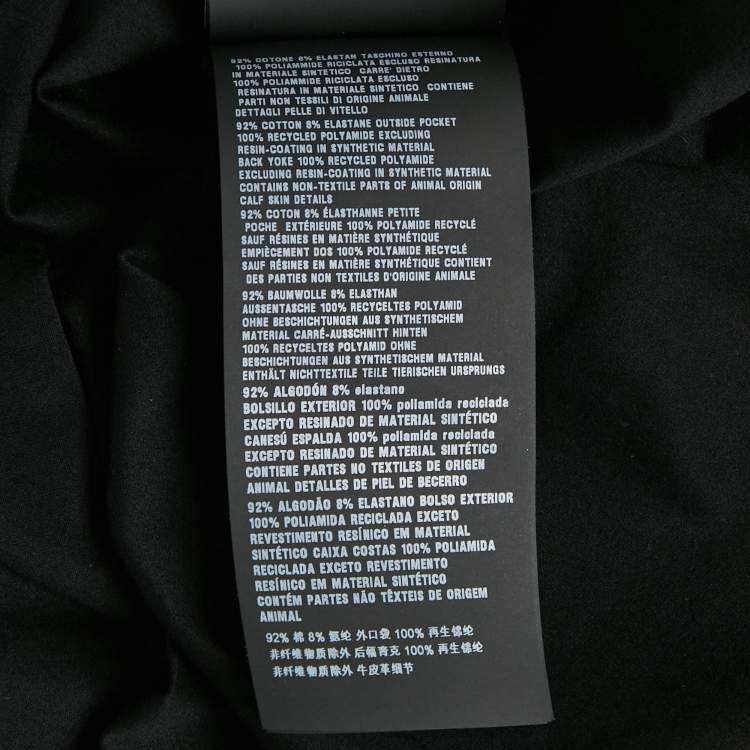 92% COTONE 8% ELASTAN TASCHINO ESTERNO
100% POLIAMMIDE RICICLATA ESCLUSO RESINATURA
IN MATERIALE SINTETICO CARRE' DIETRO
100% POLIAMMIDE RICICLATA ESCLUSO
RESINATURA IN MATERIALE SINTETICO CONTIENE
PARTI NON TESSILI DI ORIGINE ANIMALE
DETTAGLI PELLE DI VITELLO
92% COTTON 8% ELASTANE OUTSIDE POCKET
100% RECYCLED POLYAMIDE EXCLUDING
RESIN-COATING IN SYNTHETIC MATERIAL
BACK YOKE 100% RECYCLED POLYAMIDE
EXCLUDING RESIN-COATING IN SYNTHETIC MATERIAL
CONTAINS NON-TEXTILE PARTS OF ANIMAL ORIGIN
CALF SKIN DETAILS
92% COTON 8% ÉLASTHANNE PETITE
POCHE EXTÉRIEURE 100% POLYAMIDE RECYCLÉ
SAUF RÉSINES EN MATIÈRE SYNTHÉTIQUE
EMPIÈCEMENT DOS 100% POLYAMIDE RECYCLÉ
SAUF RÉSINES EN MATIÈRE SYNTHÉTIQUE CONTIENT
DES PARTIES NON TEXTILES D'ORIGINE ANIMALE
92% BAUMWOLLE 8% ELASTHAN
AUSSENTASCHE 100% RECYCELTES POLYAMID
OHNE BESCHICHTUNGEN AUS SYNTHETISCHEM
MATERIAL CARRÉ-AUSSCHNITT HINTEN
100% RECYCELTES POLYAMID OHNE
BESCHICHTUNGEN AUS SYNTHETISCHEM MATERIAL
ENTHÄLT NICHTTEXTILE TEILE TIERISCHEN URSPRUNGS
92% ALGODÓN 8% elastano
BOLSILLO EXTERIOR 100% poliamida reciclada
EXCEPTO RESINADO DE MATERIAL SINTÉTICO
CANESÚ ESPALDA 100% poliamida reciclada
EXCEPTO RESINADO DE MATERIAL SINTÉTICO
CONTIENE PARTES NO TEXTILES DE ORIGEN
ANIMAL DETALLES DE PIEL DE BECERRO
92% ALGODÃO 8% ELASTANO BOLSO EXTERIOR
100% POLIAMIDA RECICLADA EXCETO
REVESTIMENTO RESÍNICO EM MATERIAL
SINTÉTICO CAIXA COSTAS 100% POLIAMIDA
RECICLADA EXCETO REVESTIMENTO
RESÍNICO EM MATERIAL SINTÉTICO
CONTÉM PARTES NÃO TÊXTEIS DE ORIGEM
ANIMAL
92% 棉 8% 氨纶 外口袋 100% 再生锦纶
非纤维物质除外 后幅育克 100% 再生锦纶
非纤维物质除外 牛皮革细节